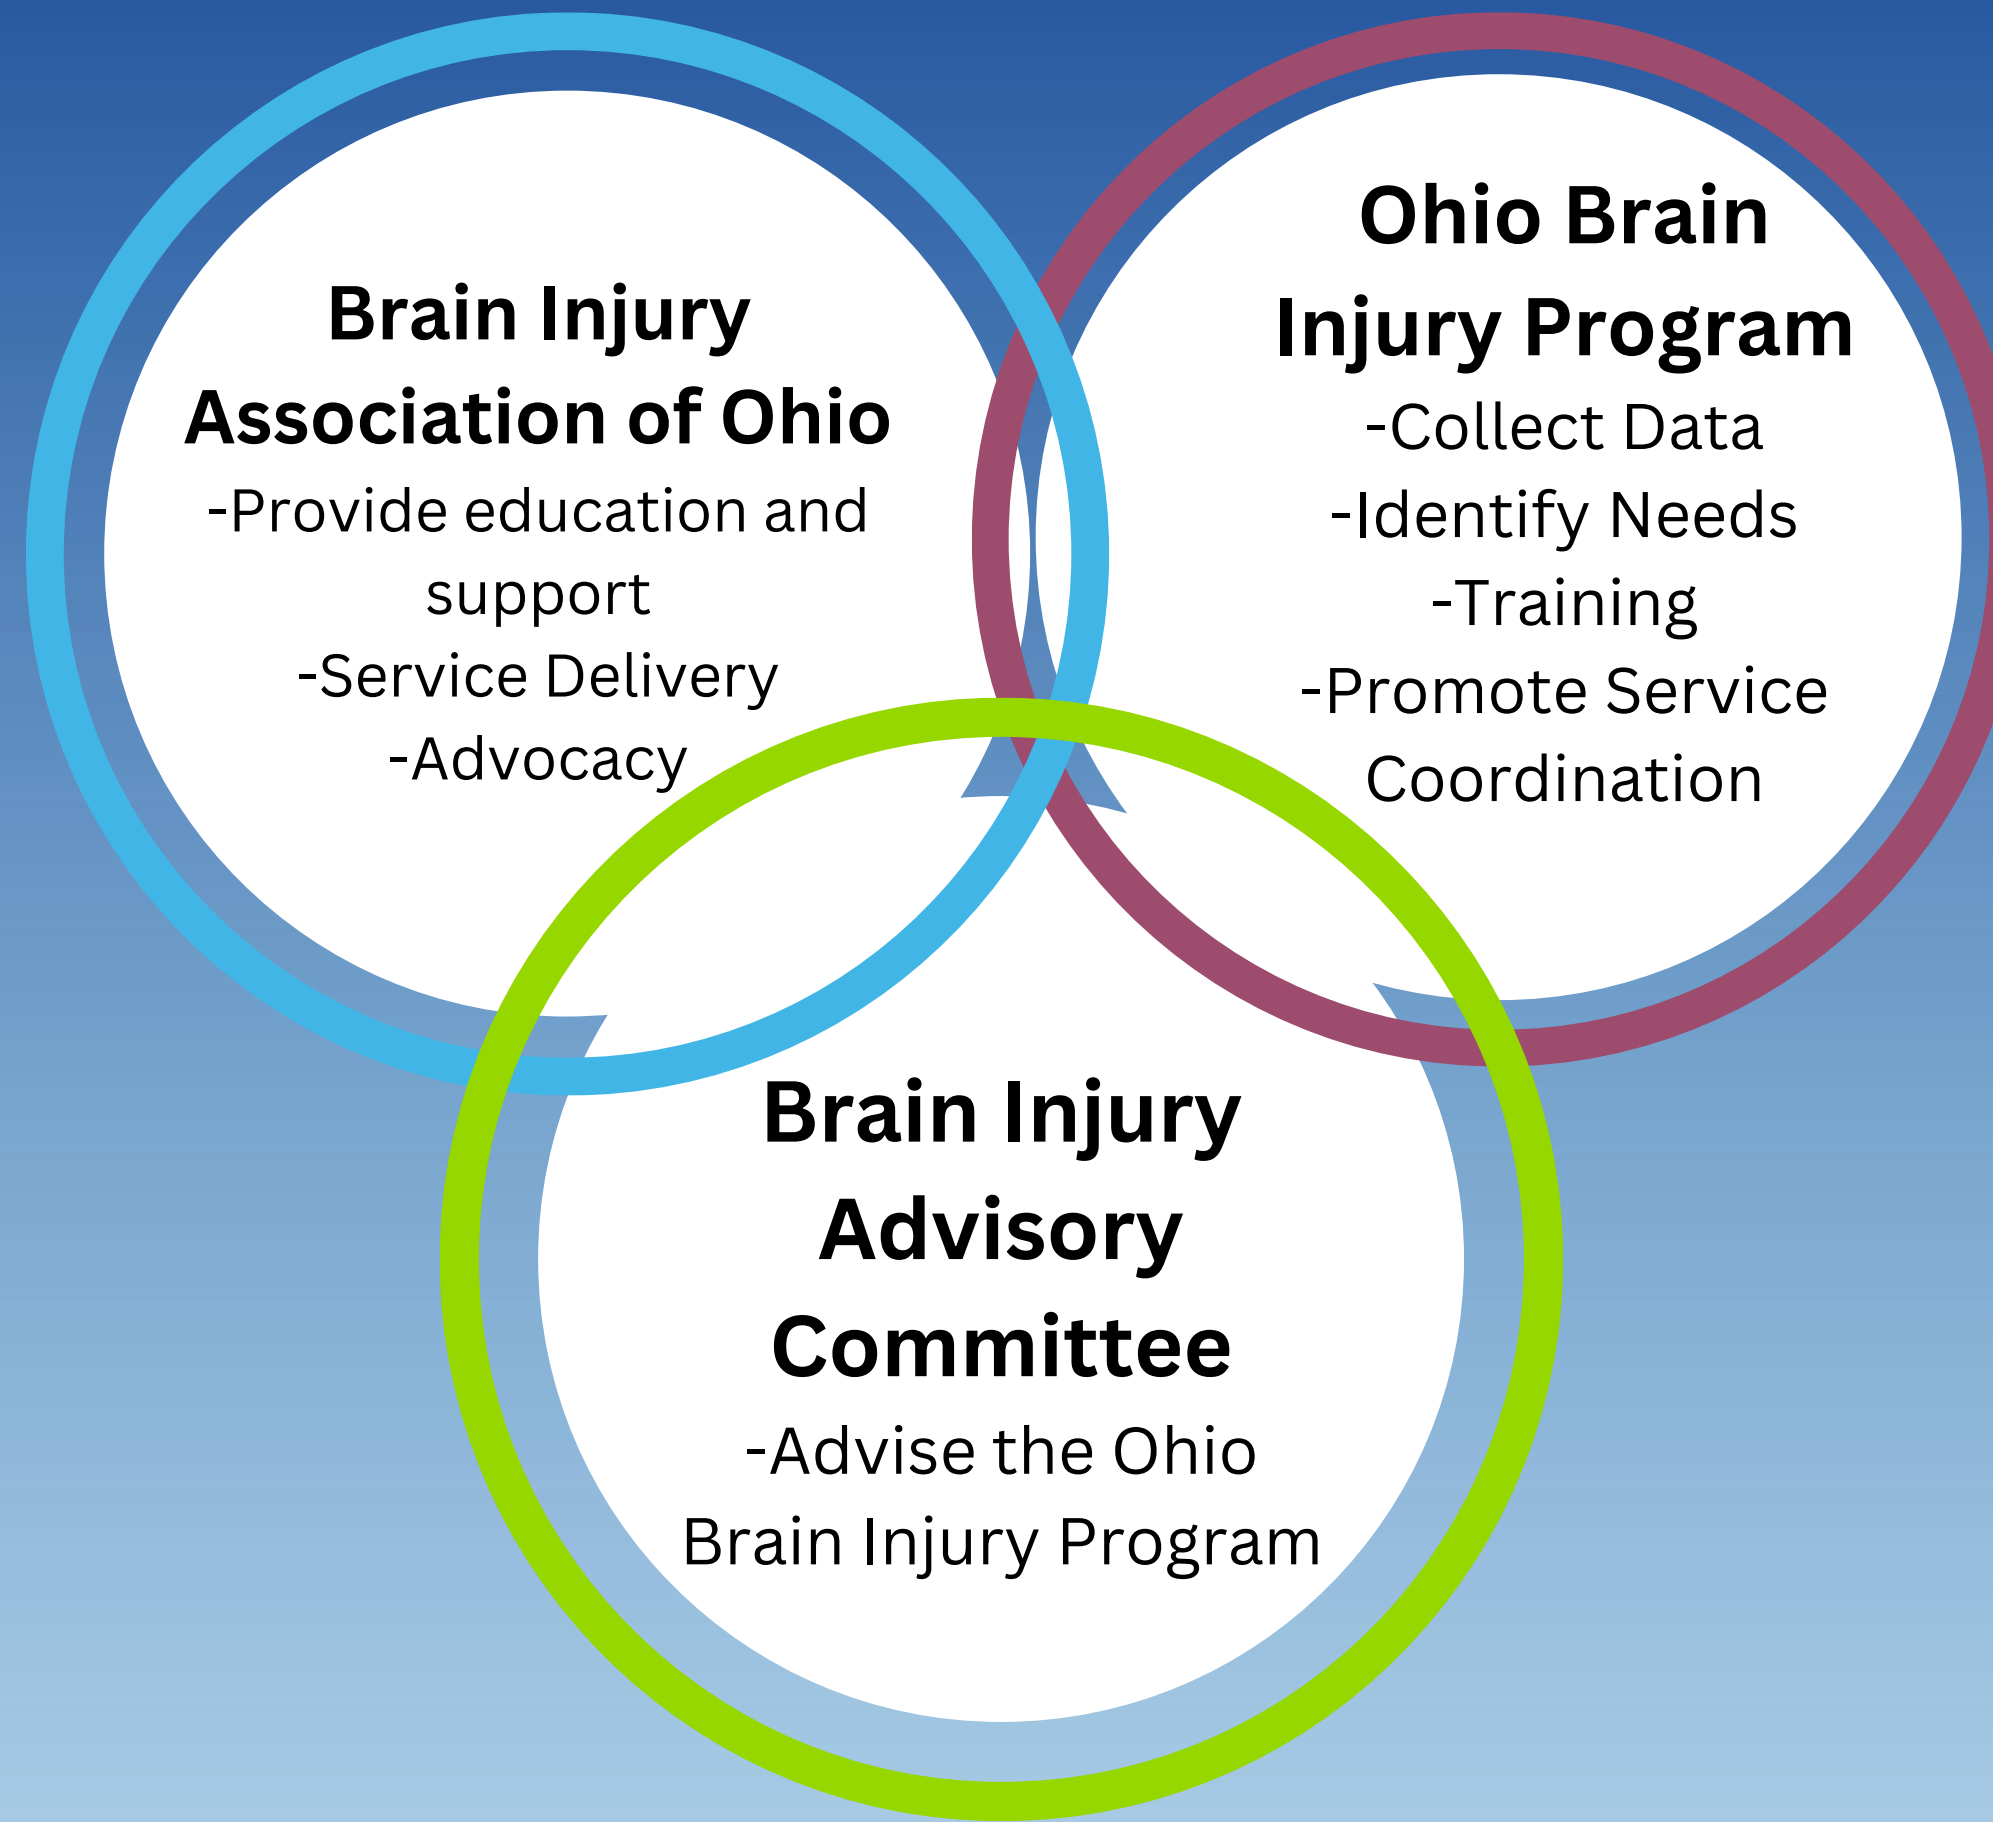 Brain Injury
Association of Ohio
-Provide education and
support
-Service Delivery
-Advocacy
Ohio Brain
Injury Program
-Collect Data
-Identify Needs
-Training
-Promote Service
Coordination
Brain Injury
Advisory
Committee
-Advise the Ohio
Brain Injury Program